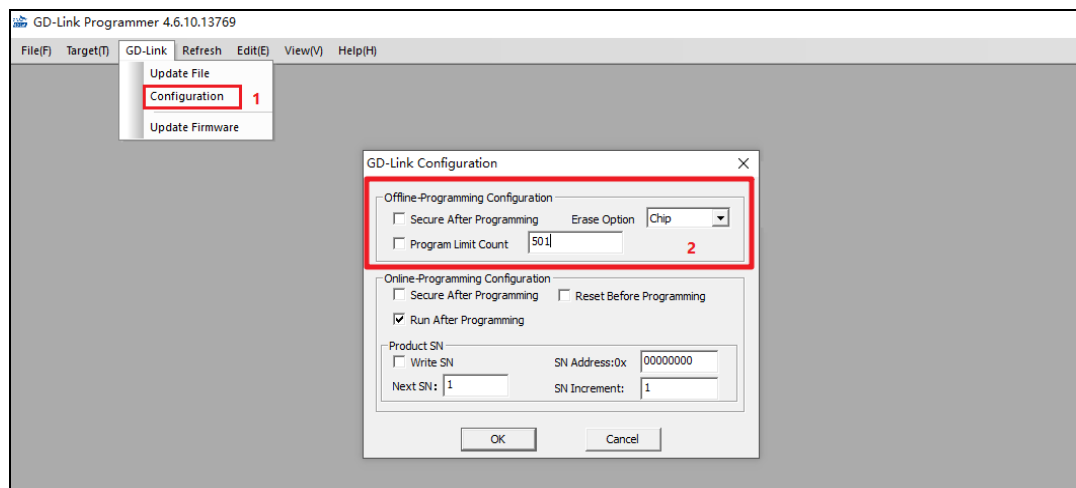 GD-Link Programmer 4.6.10.13769
File(F) Target(T) GD-Link Refresh Edit(E) View(V) Help(H)
Update File
Configuration 1
Update Firmware
GD-Link Configuration
Offline-Programming Configuration
Secure After Programming Erase Option Chip
Program Limit Count 501 2
Online-Programming Configuration
Secure After Programming Reset Before Programming
Run After Programming
Product SN
Write SN SN Address:0x 00000000
Next SN: 1 SN Increment: 1
OK Cancel